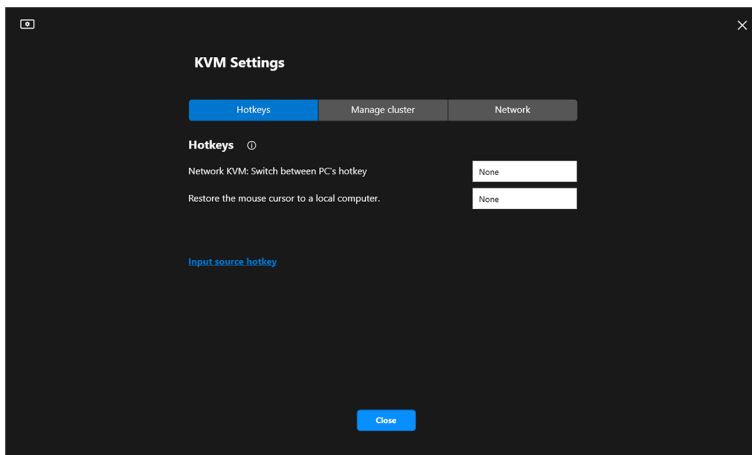 KVM Settings
Hotkeys
Manage cluster
Network
Hotkeys
Network KVM: Switch between PC's hotkey
None
Restore the mouse cursor to a local computer.
None
Input source hotkey
Close